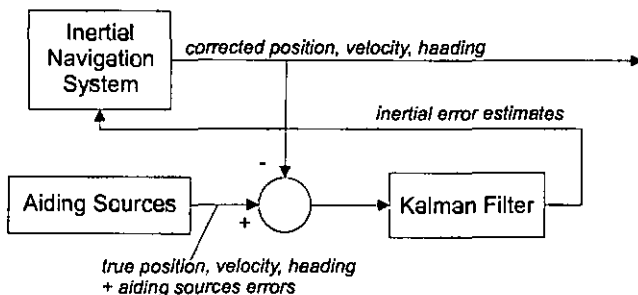 Inertial
Navigation
System
corrected position, velocity, haading
inertial error estimates
-
Aiding Sources
+
Kalman Filter
true position, velocity, heading
+ aiding sources errors